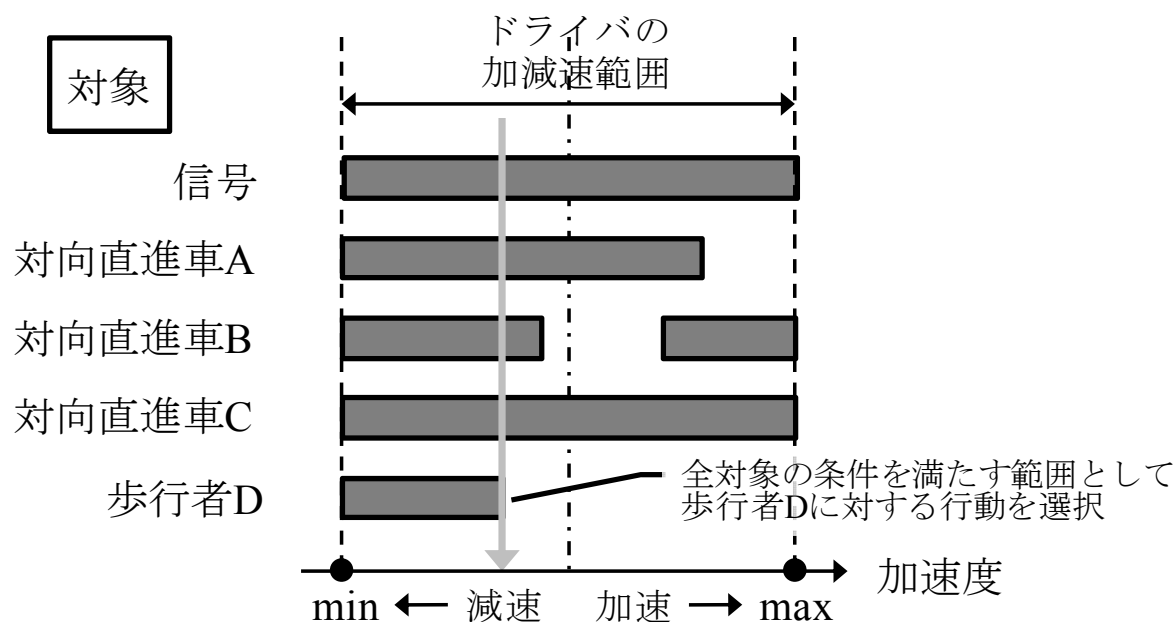 ドライバの
加減速範囲
対象
信号
対向直進車A
対向直進車B
対向直進車C
歩行者D
全対象の条件を満たす範囲として
歩行者Dに対する行動を選択
加速度
min 減速 加速 max